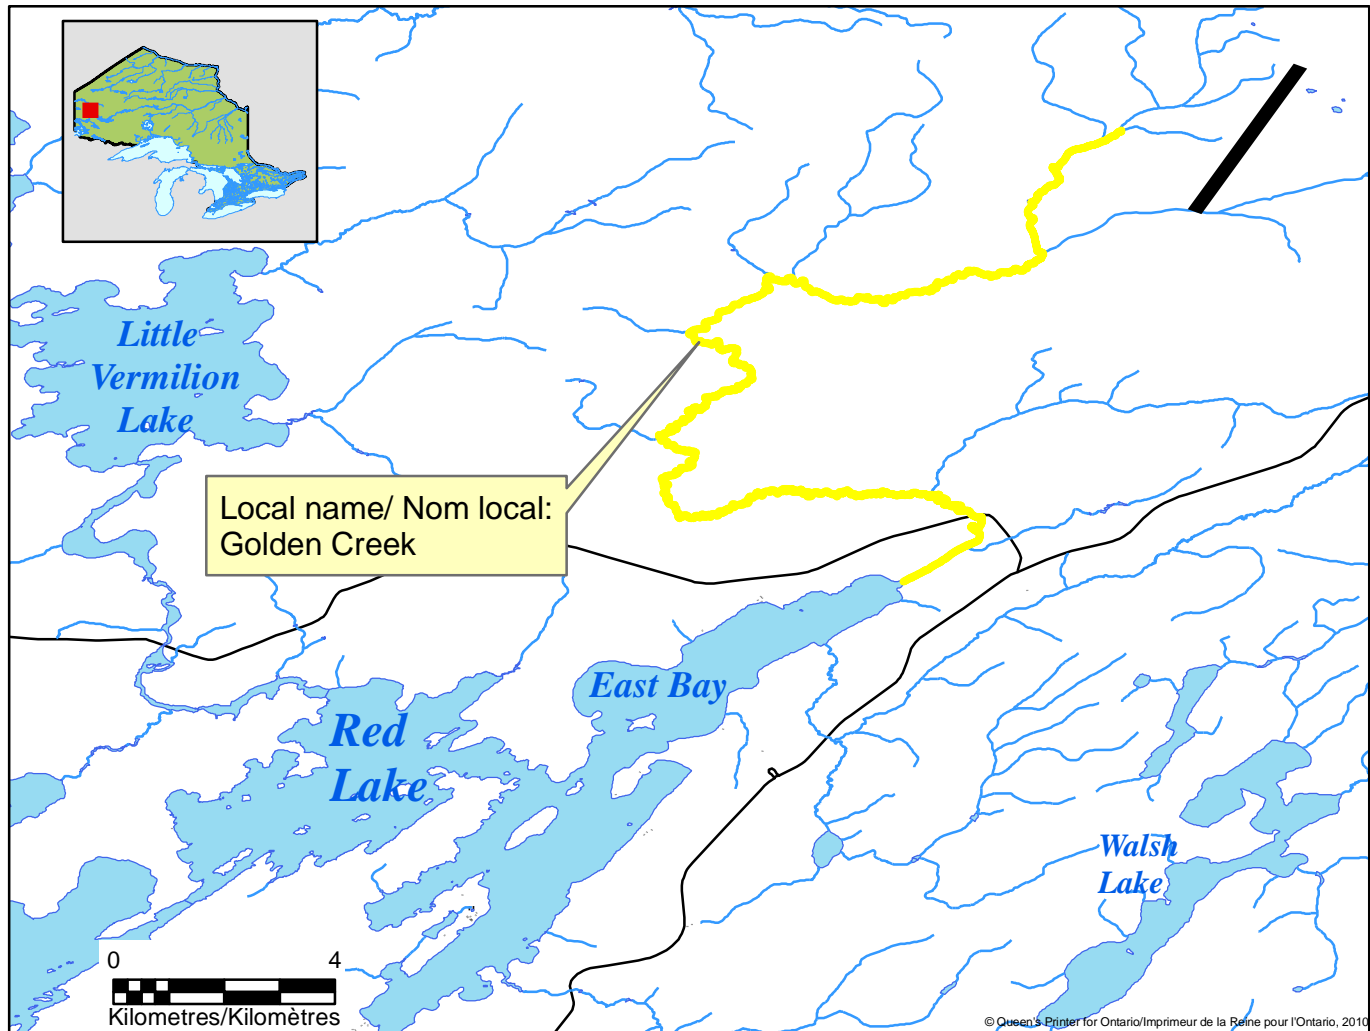 Little
Vermilion
Lake
Local name/ Nom local:
Golden Creek
East Bay
Red
Lake
Walsh
Lake
0 4
Kilometres/Kilomètres
© Queen's Printer for Ontario/Imprimeur de la Reine pour l'Ontario, 2010